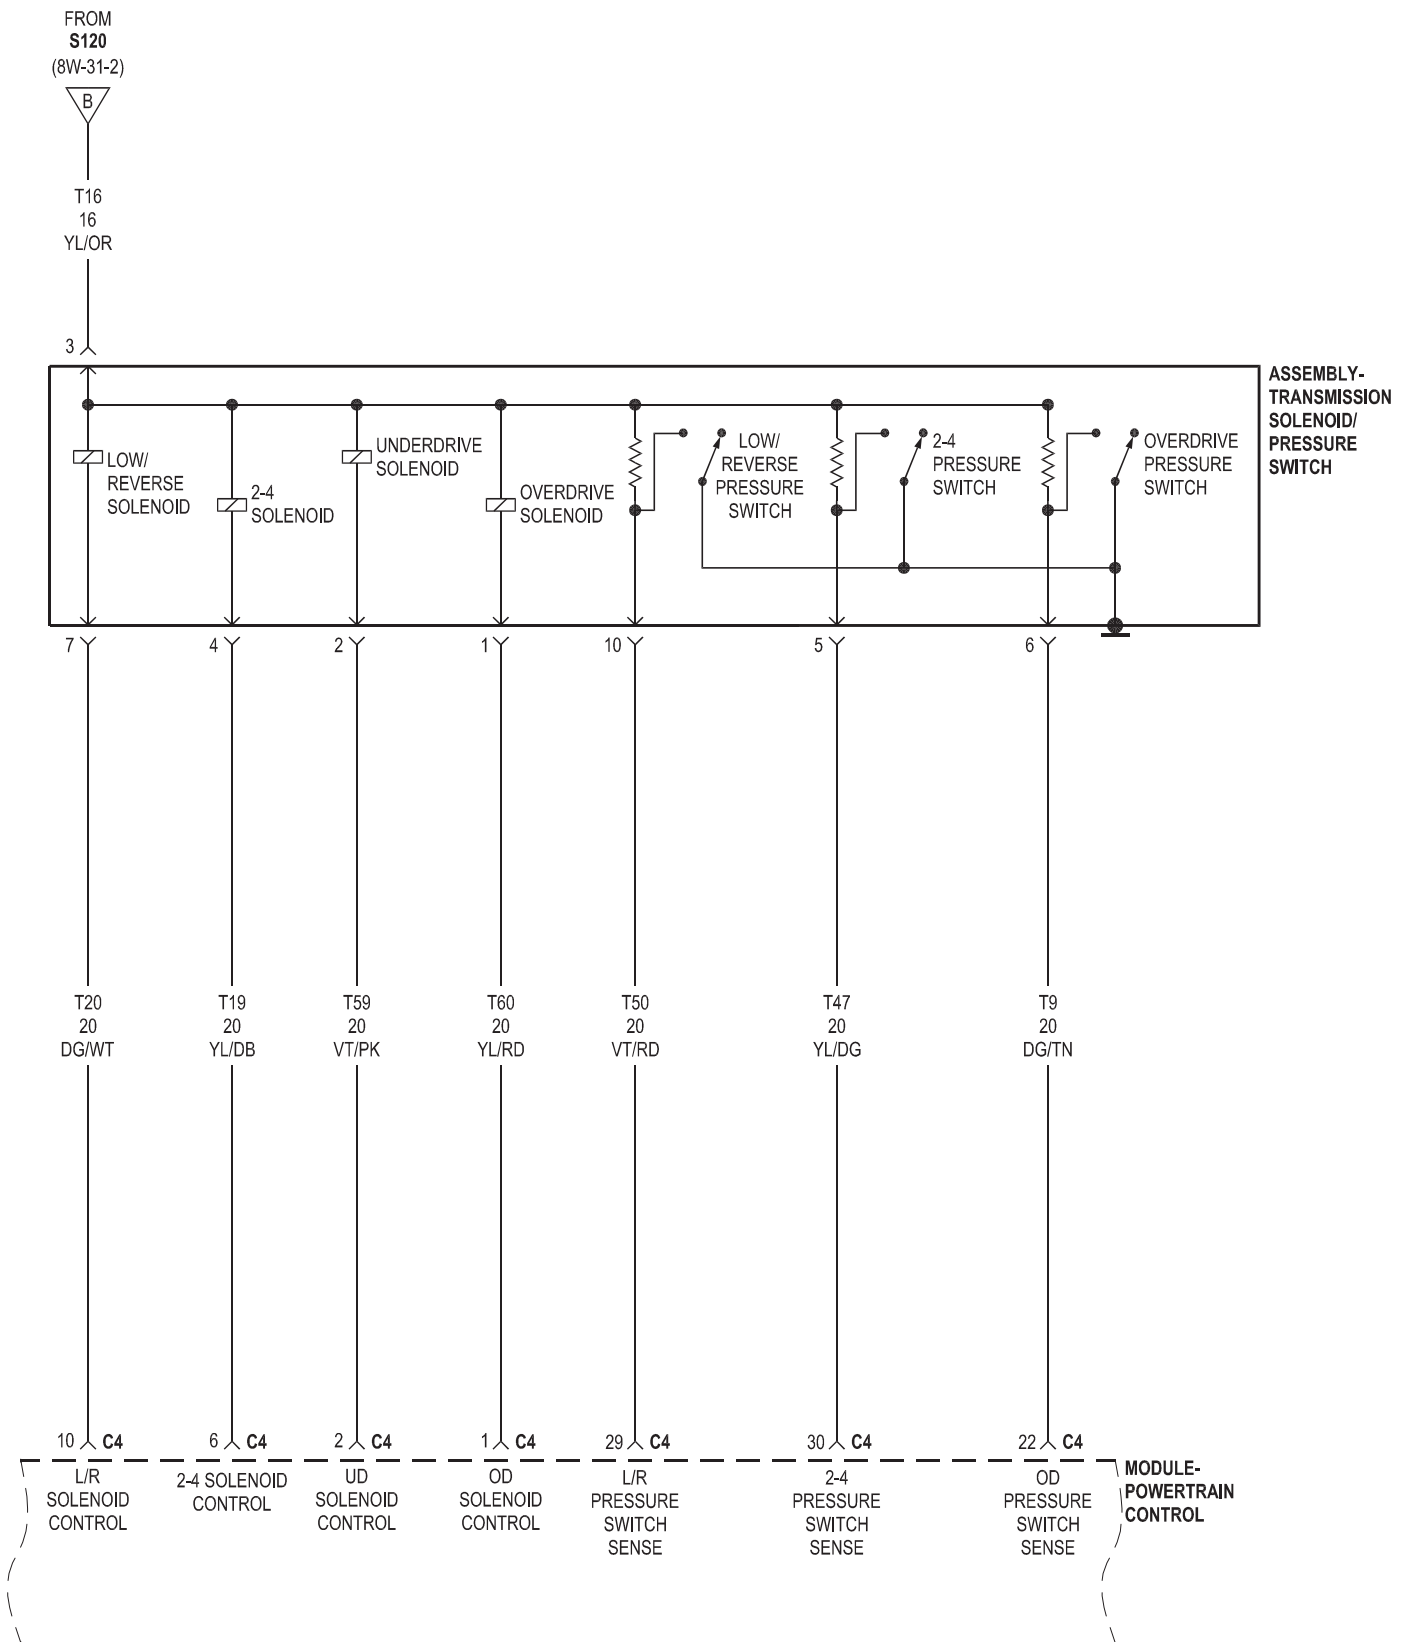 FROM
S120
(8W-31-2)
B
T16
16
YL/OR
3
ASSEMBLY-
TRANSMISSION
SOLENOID/
PRESSURE
SWITCH
LOW/
REVERSE
SOLENOID
2-4
SOLENOID
UNDERDRIVE
SOLENOID
OVERDRIVE
SOLENOID
LOW/
REVERSE
PRESSURE
SWITCH
2-4
PRESSURE
SWITCH
OVERDRIVE
PRESSURE
SWITCH
7
4
2
1
10
5
6
T20
20
DG/WT
T19
20
YL/DB
T59
20
VT/PK
T60
20
YL/RD
T50
20
VT/RD
T47
20
YL/DG
T9
20
DG/TN
10 C4
6 C4
2 C4
1 C4
29 C4
30 C4
22 C4
L/R
SOLENOID
CONTROL
2-4 SOLENOID
CONTROL
UD
SOLENOID
CONTROL
OD
SOLENOID
CONTROL
L/R
PRESSURE
SWITCH
SENSE
2-4
PRESSURE
SWITCH
SENSE
OD
PRESSURE
SWITCH
SENSE
MODULE-
POWERTRAIN
CONTROL